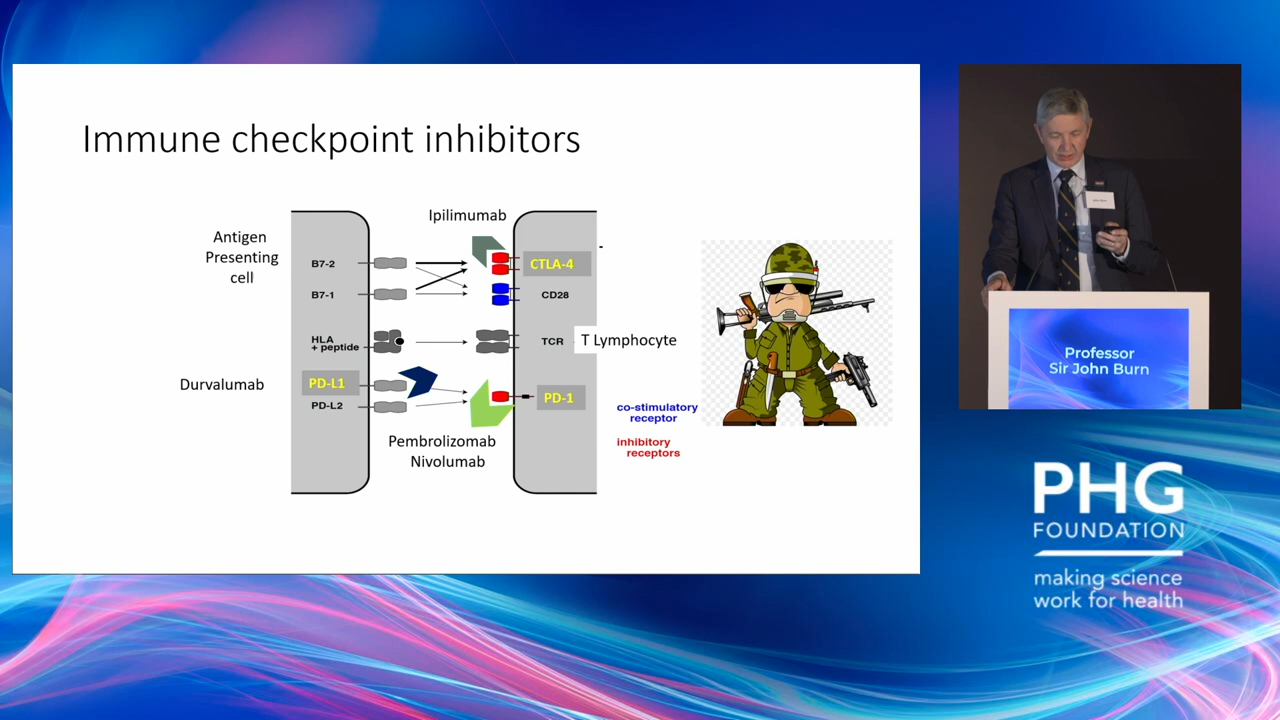 Immune checkpoint inhibitors
Ipilimumab
Antigen
Presenting
cell
B7-2
CTLA-4
B7-1
CD28
HLA
+ peptide
TCR
T Lymphocyte
Durvalumab
PD-L1
PD-L2
PD-1
co-stimulatory
receptor
Pembrolizomab
Nivolumab
inhibitory
receptors
Professor
Sir John Burn
PHG
FOUNDATION
making science
work for health